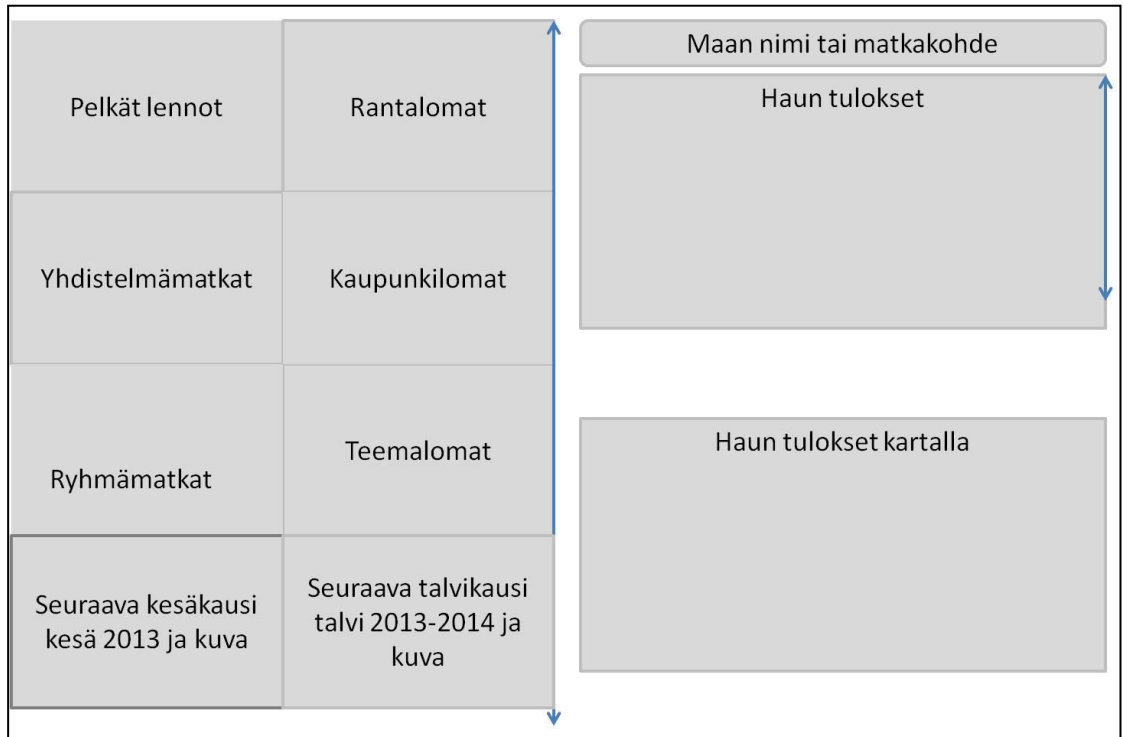 Pelkät lennot
Rantalomat
Yhdistelmämatkat
Kaupunkilomat
Ryhmämatkat
Teemalomat
Seuraava kesäkausi
kesä 2013 ja kuva
Seuraava talvikausi
talvi 2013-2014 ja
kuva
Maan nimi tai matkakohde
Haun tulokset
Haun tulokset kartalla